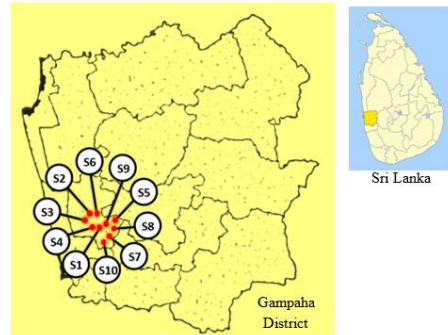 S6
S9
S2
S5
S3
S8
S4
S7
S1
S10
Gampaha
District
Sri Lanka